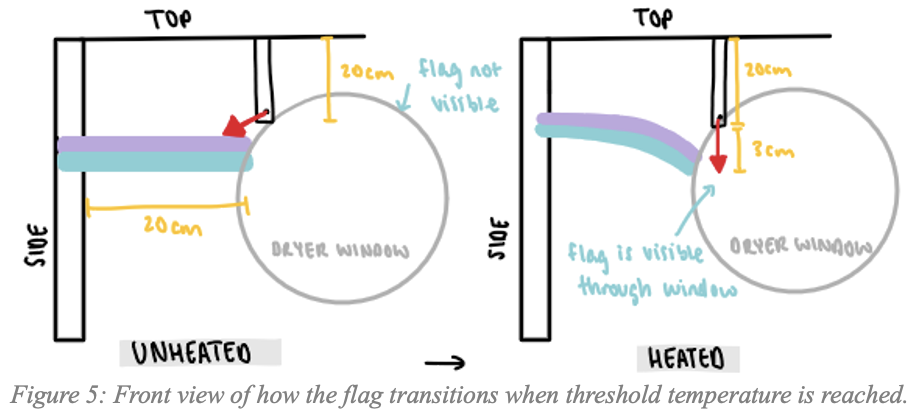 TOP
20cm
flag not
visible
SIDE
20cm
DRYER WINDOW
UNHEATED
TOP
20cm
3cm
SIDE
DRYER WINDOW
flag is visible
through window
HEATED
Figure 5: Front view of how the flag transitions when threshold temperature is reached.